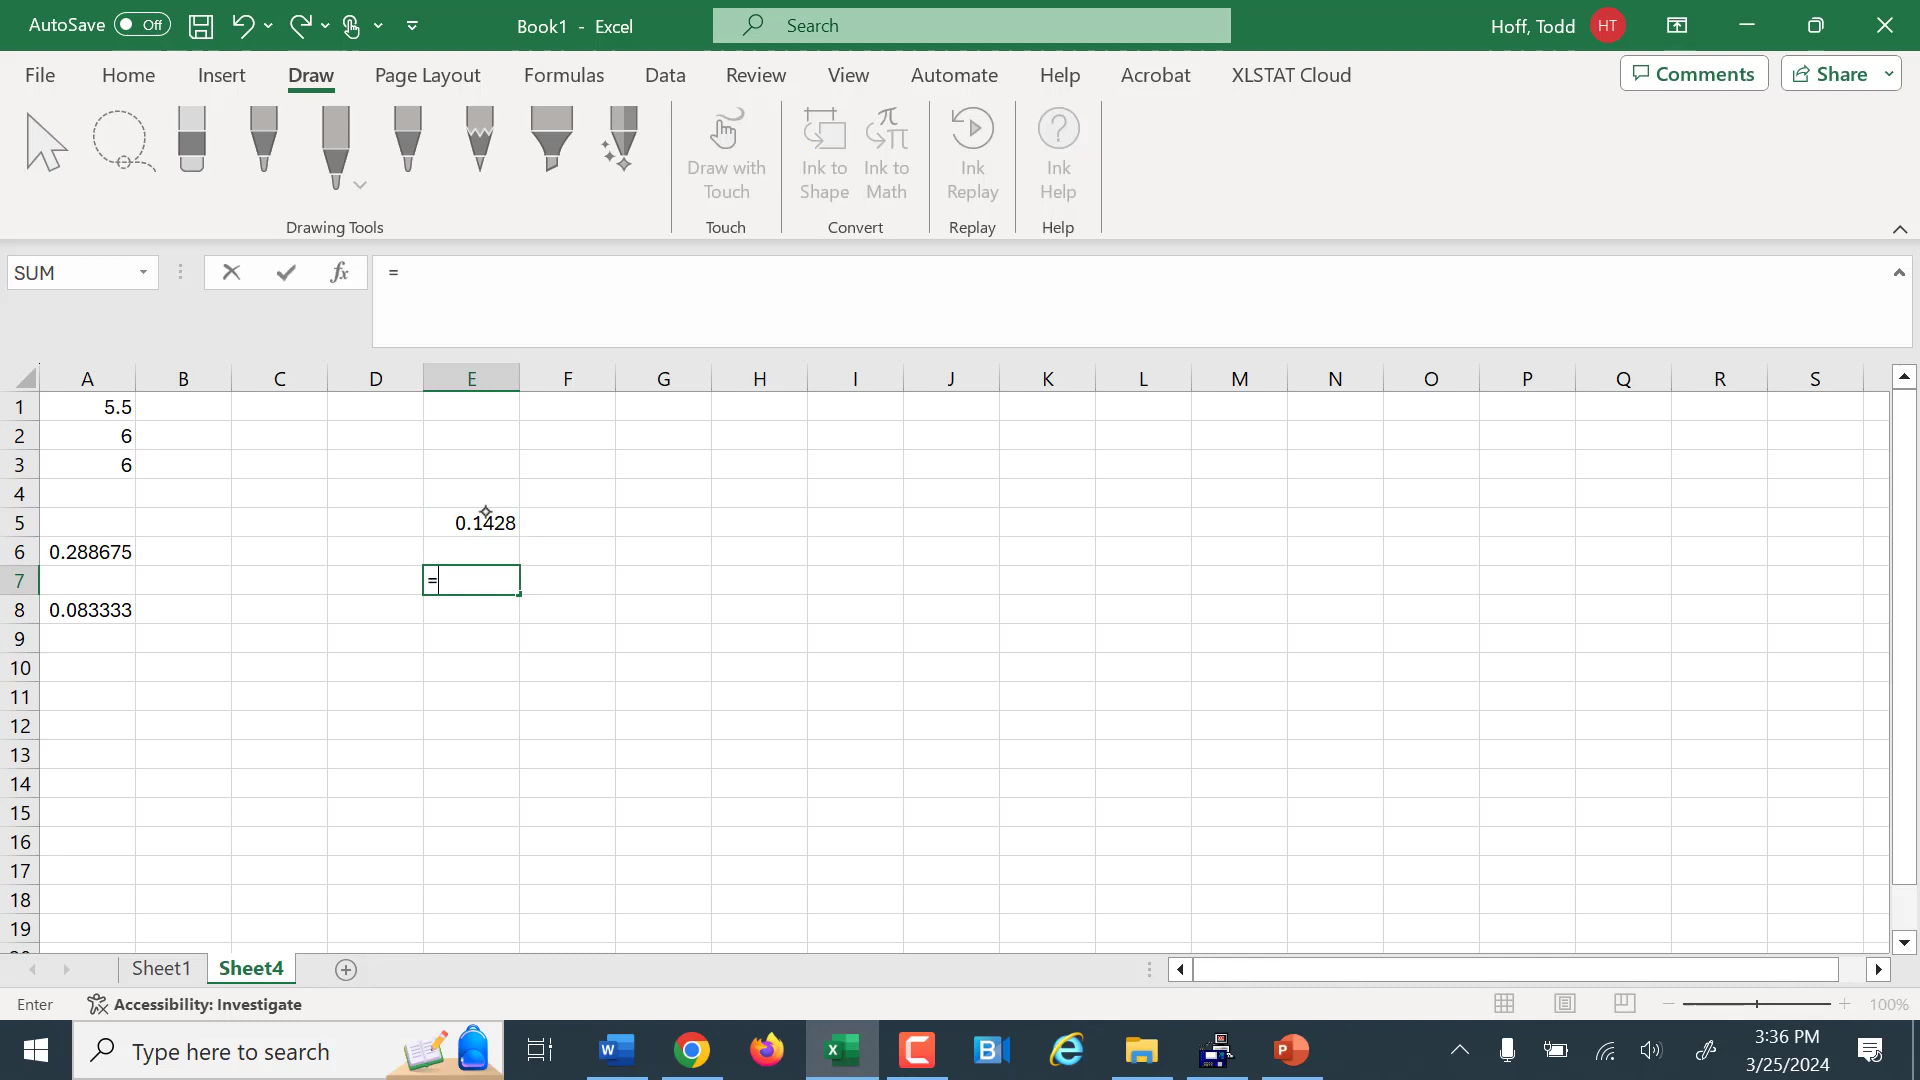 AutoSave Off Book1 - Excel Search Hoff, Todd HT
File Home Insert Draw Page Layout Formulas Data Review View Automate Help Acrobat XLSTAT Cloud Comments Share
Draw with Touch
Ink to Shape
Ink to Math
Ink Replay
Ink Help
Drawing Tools Touch Convert Replay Help
SUM fx =
A B C D E F G H I J K L M N O P Q R S
1 5.5
2 6
3 6
4
5 0.1428
6 0.288675
7 =
8 0.083333
9
10
11
12
13
14
15
16
17
18
19
Sheet1 Sheet4
Enter Accessibility: Investigate 100%
Type here to search 3:36 PM
3/25/2024